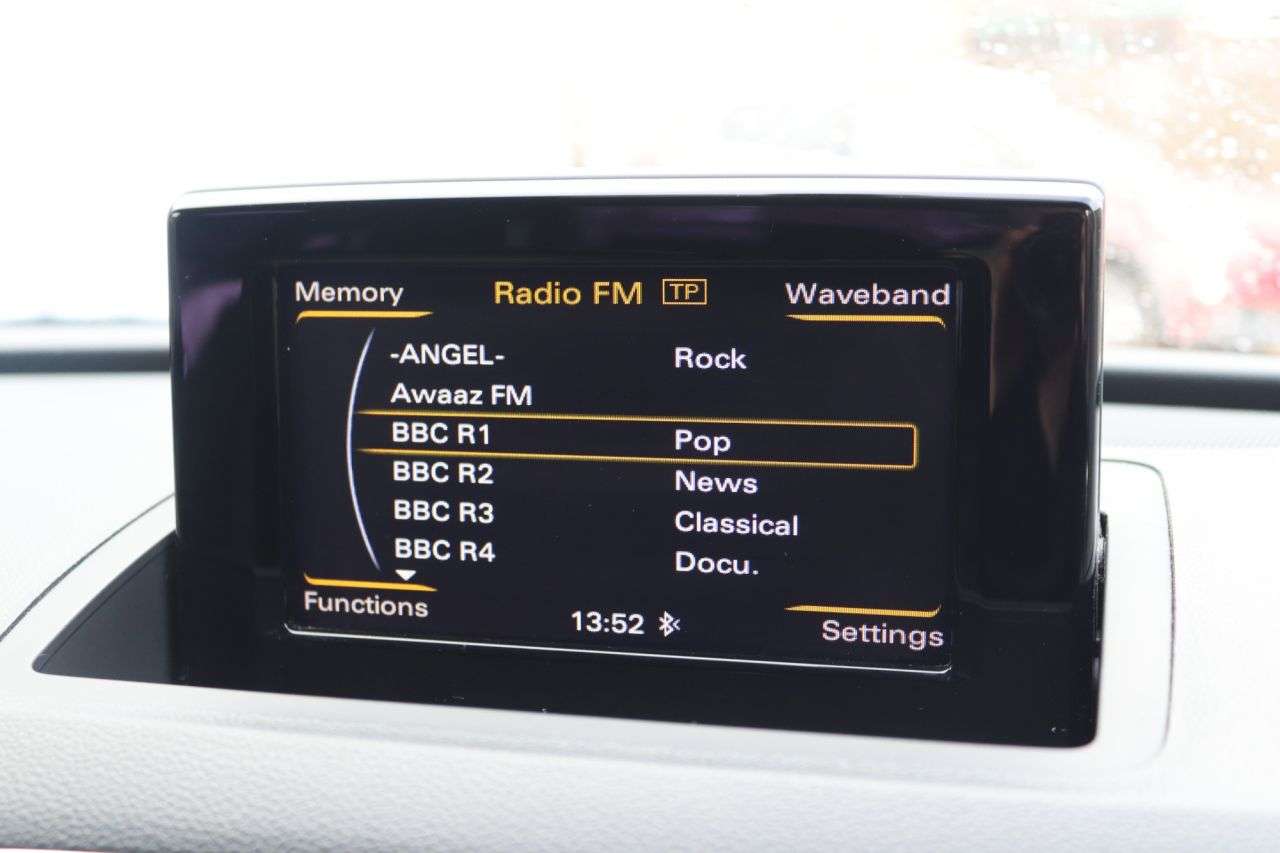 Memory Radio FM TP Waveband
-ANGEL- Rock
Awaaz FM
BBC R1 Pop
BBC R2 News
BBC R3 Classical
BBC R4 Docu.
Functions 13:52 Settings